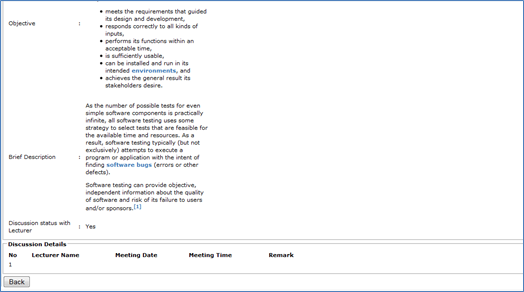 • meets the requirements that guided
its design and development,
Objective : • responds correctly to all kinds of
inputs,
• performs its functions within an
acceptable time,
• is sufficiently usable,
• can be installed and run in its
intended environments, and
• achieves the general result its
stakeholders desire.
As the number of possible tests for even
simple software components is practically
infinite, all software testing uses some
strategy to select tests that are feasible for
the available time and resources. As a
result, software testing typically (but not
exclusively) attempts to execute a
Brief Description : program or application with the intent of
finding software bugs (errors or other
defects).
Software testing can provide objective,
independent information about the quality
of software and risk of its failure to users
and/or sponsors.[1]
Discussion status with
Lecturer : Yes
Discussion Details
No Lecturer Name Meeting Date Meeting Time Remark
1
Back